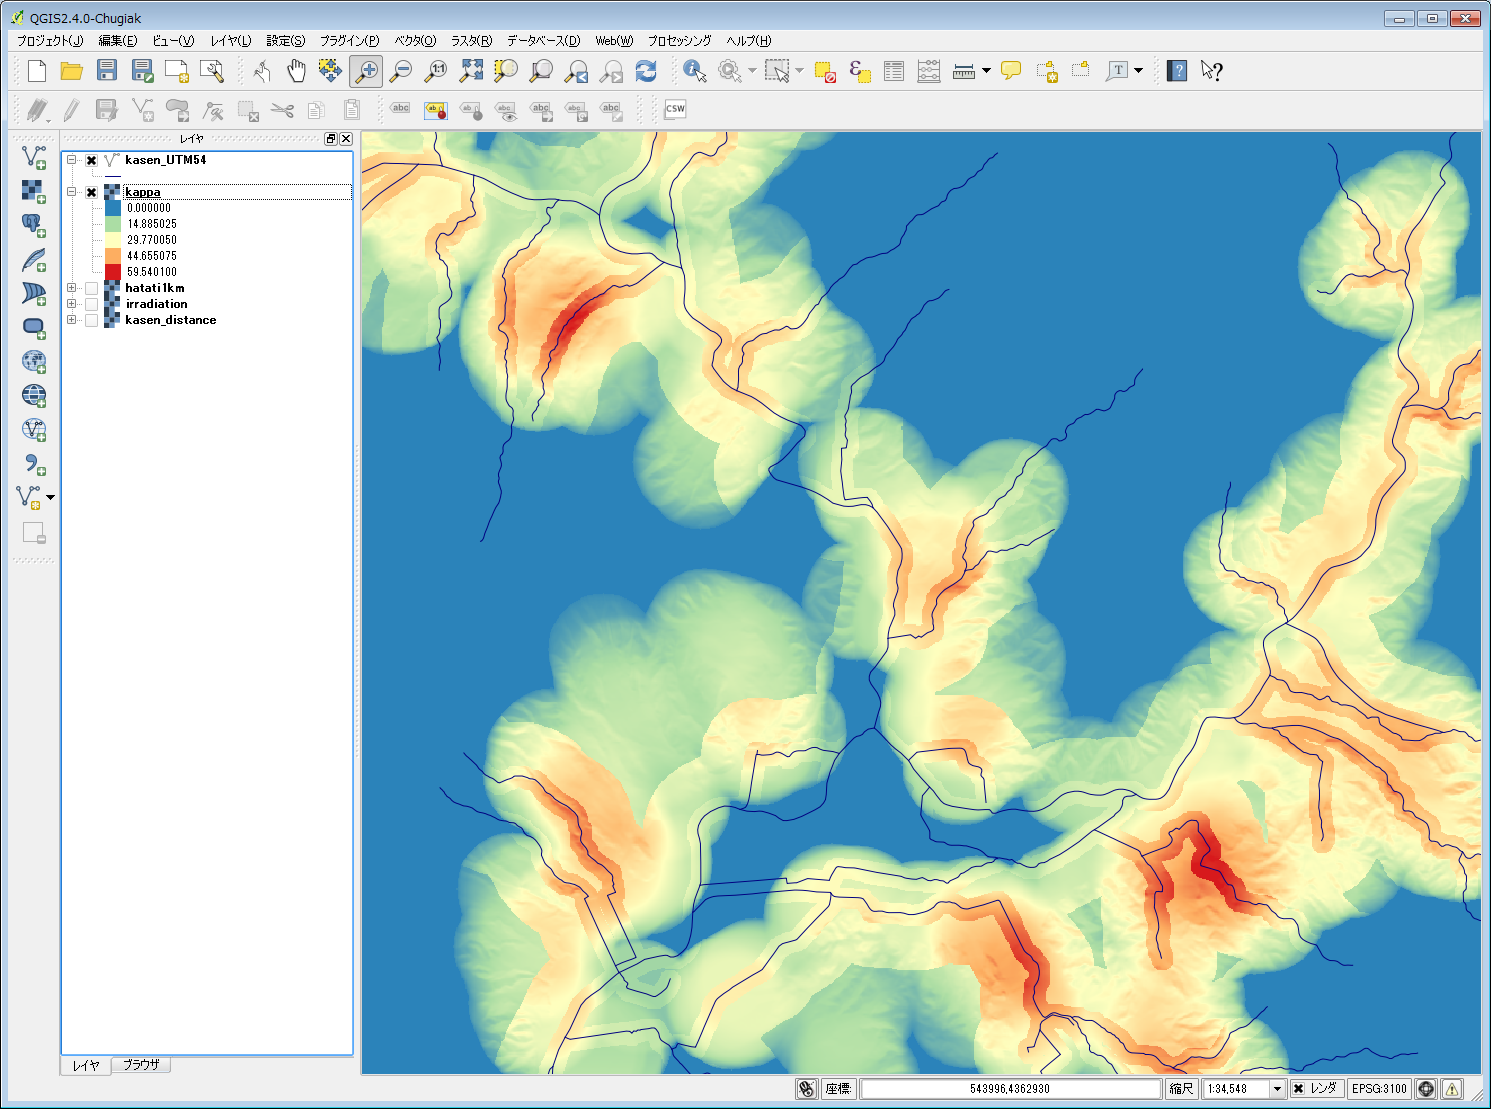 QGIS2.4.0-Chugiak
プロジェクト(J) 編集(E) ビュー(V) レイヤ(L) 設定(S) プラグイン(P) ベクタ(O) ラスタ(R) データベース(D) Web(W) プロセッシング ヘルプ(H)
1:1 ε T ? ?
abc ab abc abc abc abc CSW
レイヤ
kasen_UTM54
kappa
0.000000
14.885025
29.770050
44.655075
59.540100
hatati1km
irradiation
kasen_distance
レイヤ ブラウザ
座標: 543996,4362930 縮尺 1:34,548 レンダ EPSG:3100